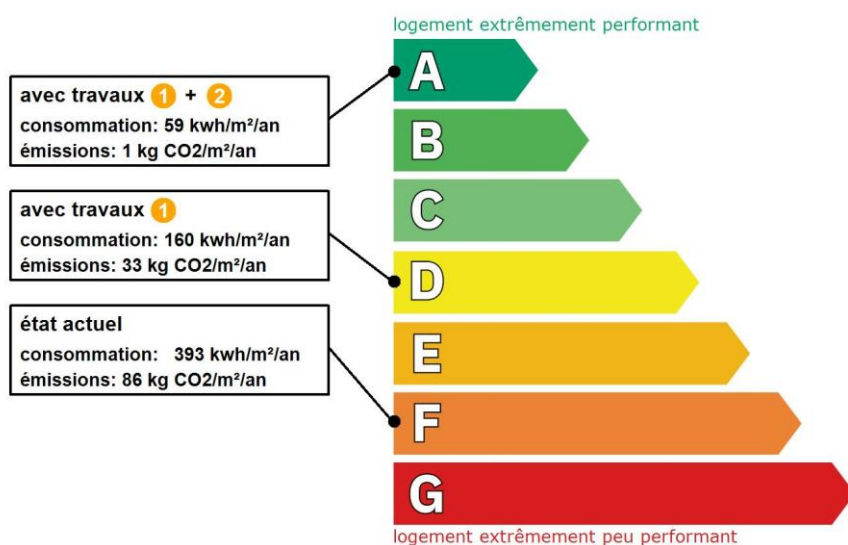 logement extrêmement performant
A
avec travaux 1 + 2
consommation: 59 kwh/m²/an
émissions: 1 kg CO2/m²/an
B
avec travaux 1
consommation: 160 kwh/m²/an
émissions: 33 kg CO2/m²/an
C
D
état actuel
consommation: 393 kwh/m²/an
émissions: 86 kg CO2/m²/an
E
F
G
logement extrêmement peu performant